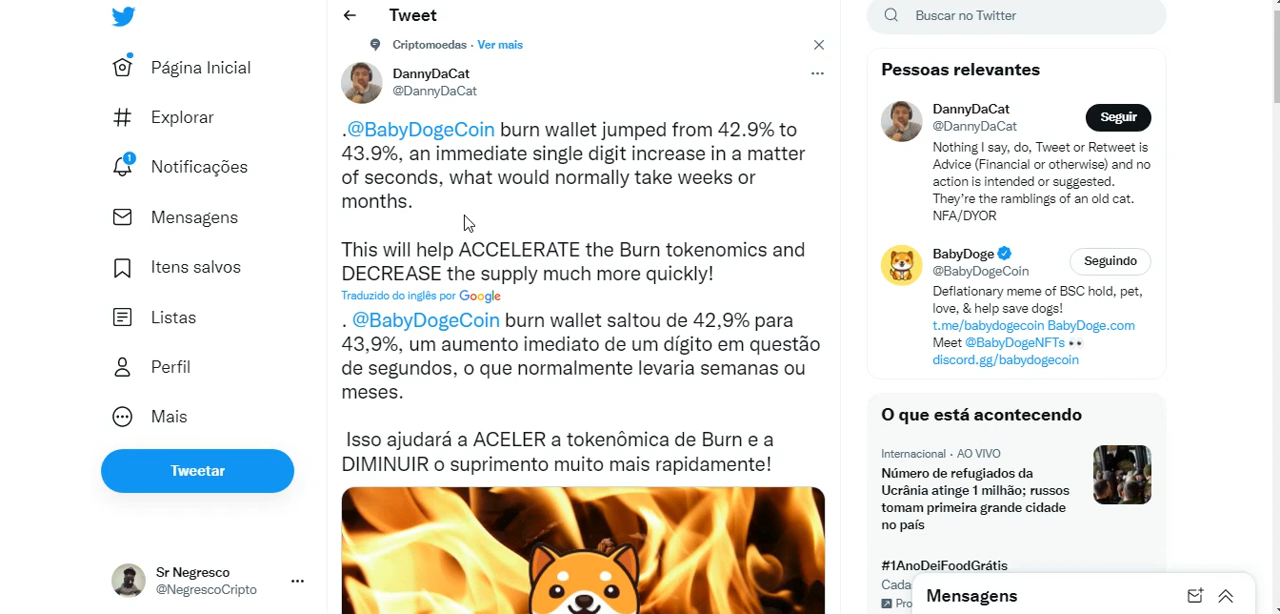 Página Inicial
Explorar
1
Notificações
Mensagens
Itens salvos
Listas
Perfil
Mais
Tweetar
Sr Negresco
@NegrescoCripto
Tweet
Criptomoedas · Ver mais
DannyDaCat
@DannyDaCat
.@BabyDogeCoin burn wallet jumped from 42.9% to
43.9%, an immediate single digit increase in a matter
of seconds, what would normally take weeks or
months.
This will help ACCELERATE the Burn tokenomics and
DECREASE the supply much more quickly!
Traduzido do inglês por Google
. @BabyDogeCoin burn wallet saltou de 42,9% para
43,9%, um aumento imediato de um dígito em questão
de segundos, o que normalmente levaria semanas ou
meses.
Isso ajudará a ACELER a tokenômica de Burn e a
DIMINUIR o suprimento muito mais rapidamente!
Buscar no Twitter
Pessoas relevantes
DannyDaCat
@DannyDaCat
Seguir
Nothing I say, do, Tweet or Retweet is
Advice (Financial or otherwise) and no
action is intended or suggested.
They're the ramblings of an old cat.
NFA/DYOR
BabyDoge
@BabyDogeCoin
Seguindo
Deflationary meme of BSC hold, pet,
love, & help save dogs!
t.me/babydogecoin BabyDoge.com
Meet @BabyDogeNFTs 👀
discord.gg/babydogecoin
O que está acontecendo
Internacional · AO VIVO
Número de refugiados da
Ucrânia atinge 1 milhão; russos
tomam primeira grande cidade
no país
#1AnoDeiFoodGrátis
Cada
Pro
Mensagens